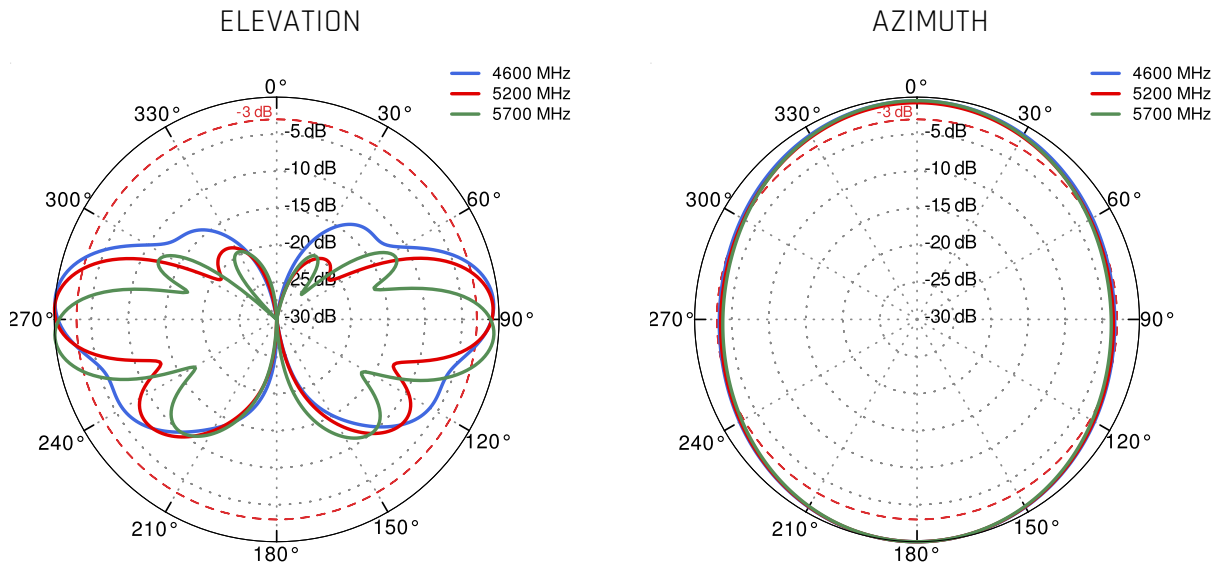 ELEVATION
4600 MHz
5200 MHz
5700 MHz
0°
30°
60°
90°
120°
150°
180°
210°
240°
270°
300°
330°
-3 dB
-5 dB
-10 dB
-15 dB
-20 dB
-25 dB
-30 dB
AZIMUTH
4600 MHz
5200 MHz
5700 MHz
0°
30°
60°
90°
120°
150°
180°
210°
240°
270°
300°
330°
-3 dB
-5 dB
-10 dB
-15 dB
-20 dB
-25 dB
-30 dB